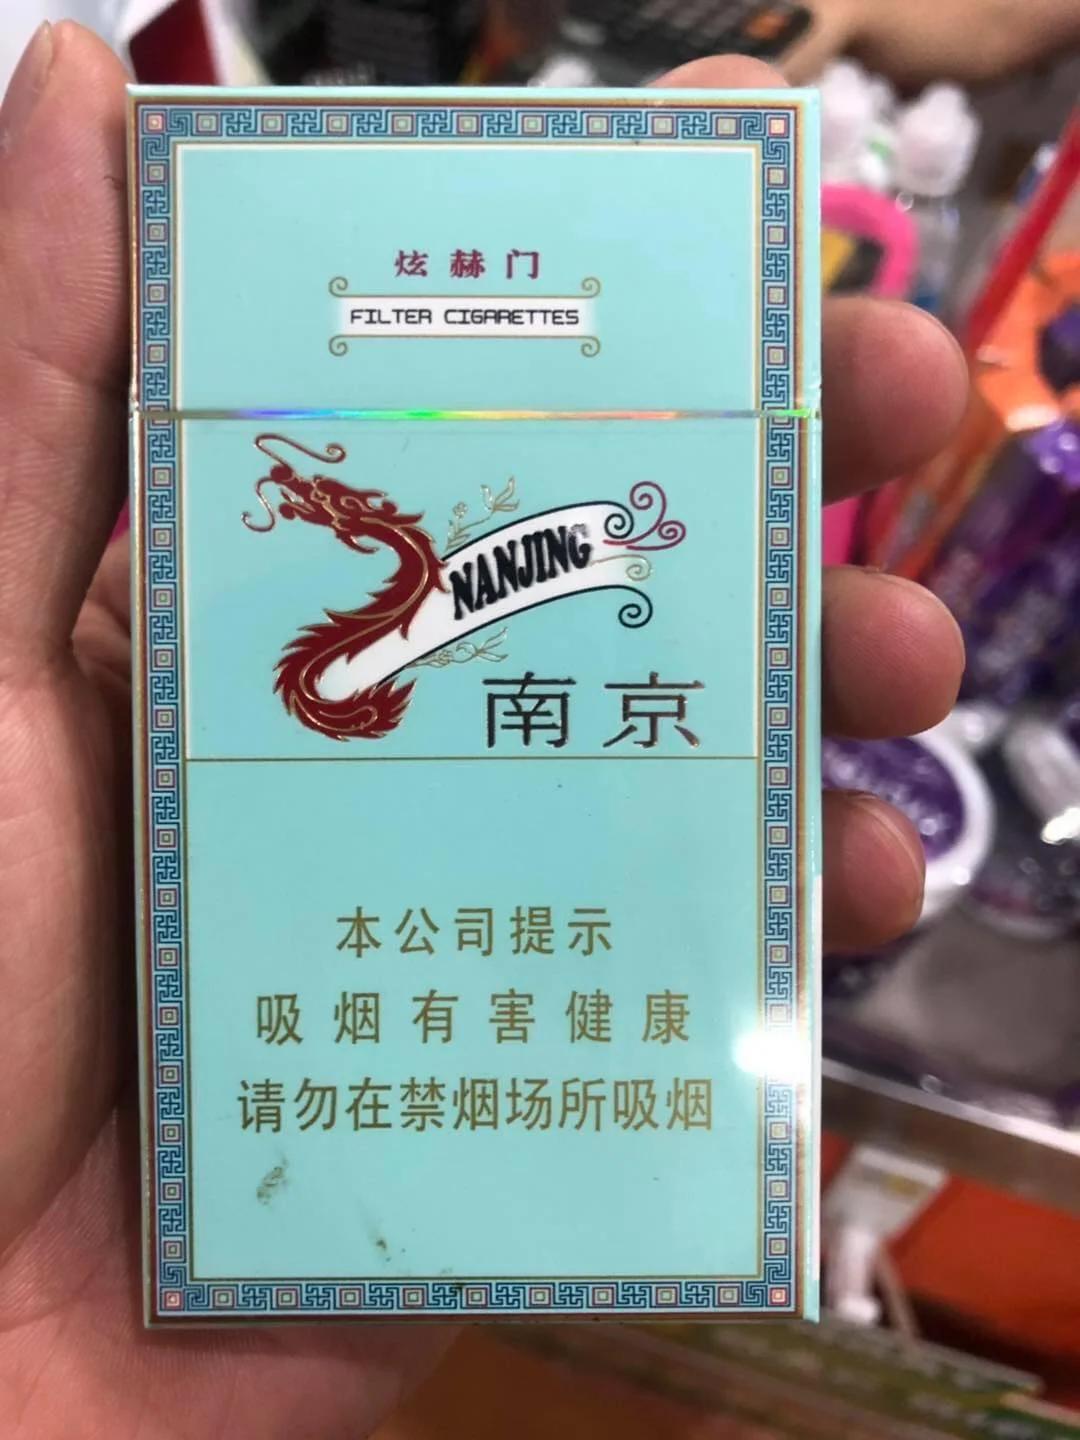 炫赫门
FILTER CIGARETTES
NANJING
南京
本公司提示
吸烟有害健康
请勿在禁烟场所吸烟